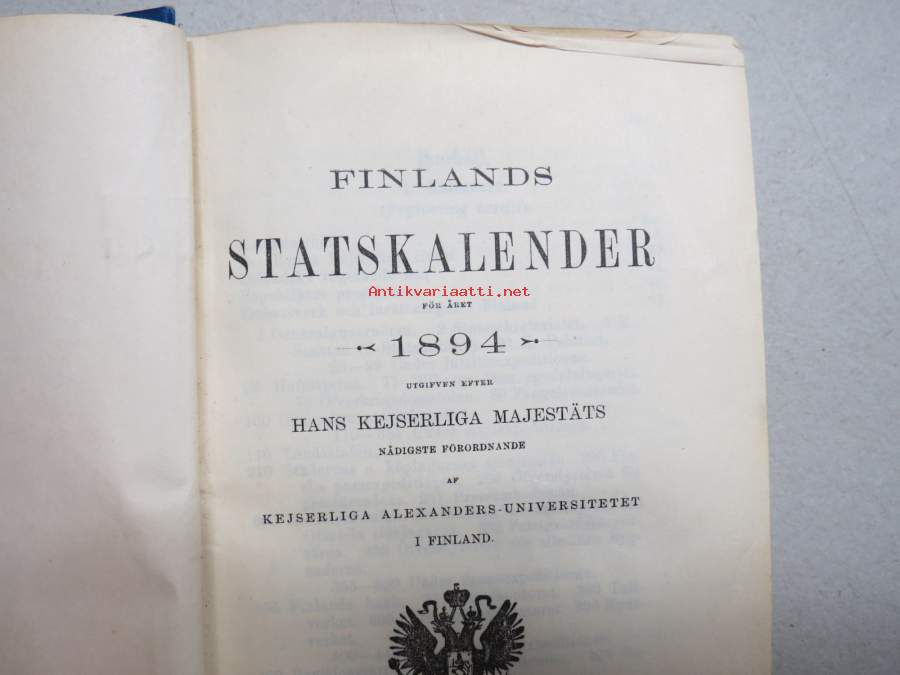 FINLANDS
STATSKALENDER
Antikvariaatti.net
FÖR ÅRET
1894
UTGIFVEN EFTER
HANS KEJSERLIGA MAJESTÄTS
NÅDIGSTE FÖRORDNANDE
AF
KEJSERLIGA ALEXANDERS-UNIVERSITETET
I FINLAND.